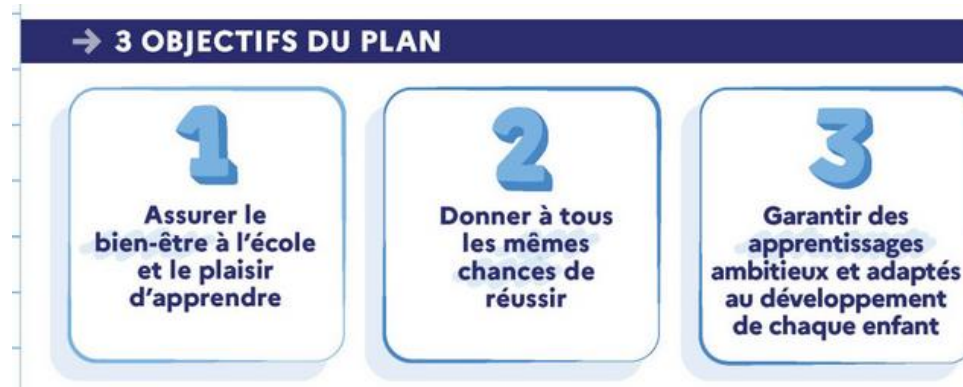 → 3 OBJECTIFS DU PLAN
1
Assurer le
bien-être à l'école
et le plaisir
d'apprendre
2
Donner à tous
les mêmes
chances de
réussir
3
Garantir des
apprentissages
ambitieux et adaptés
au développement
de chaque enfant